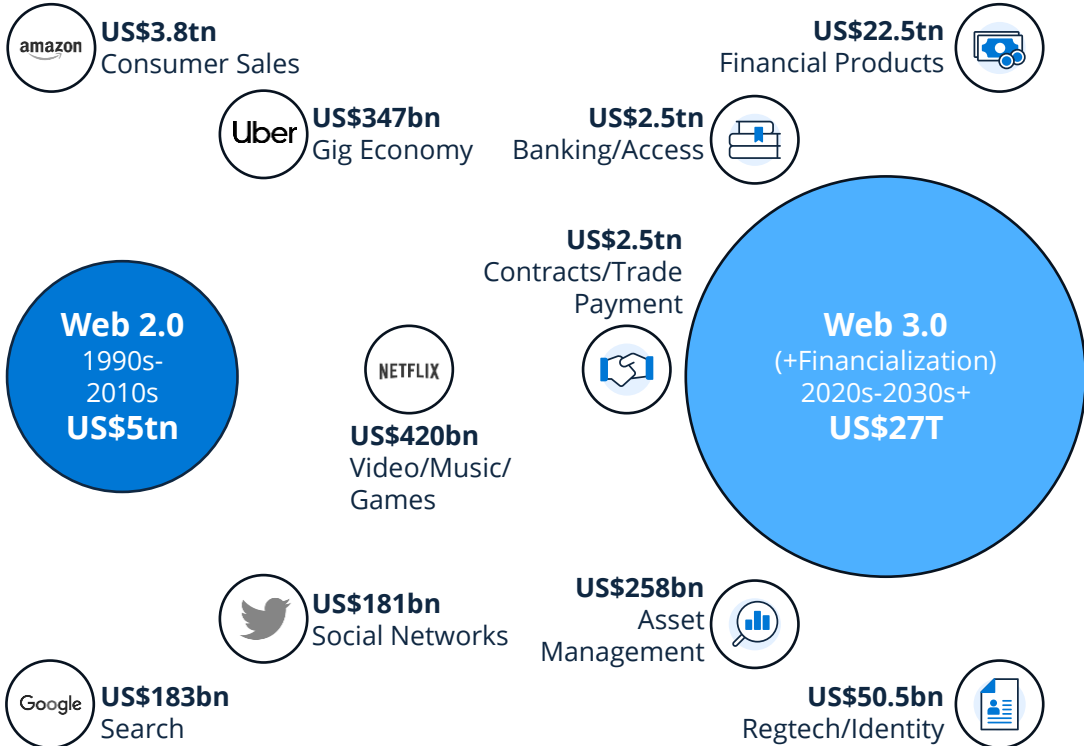 amazon
US$3.8tn
Consumer Sales
US$22.5tn
Financial Products
Uber
US$347bn
Gig Economy
US$2.5tn
Banking/Access
US$2.5tn
Contracts/Trade
Payment
Web 2.0
1990s-
2010s
US$5tn
NETFLIX
US$420bn
Video/Music/
Games
Web 3.0
(+Financialization)
2020s-2030s+
US$27T
US$181bn
Social Networks
US$258bn
Asset
Management
Google
US$183bn
Search
US$50.5bn
Regtech/Identity